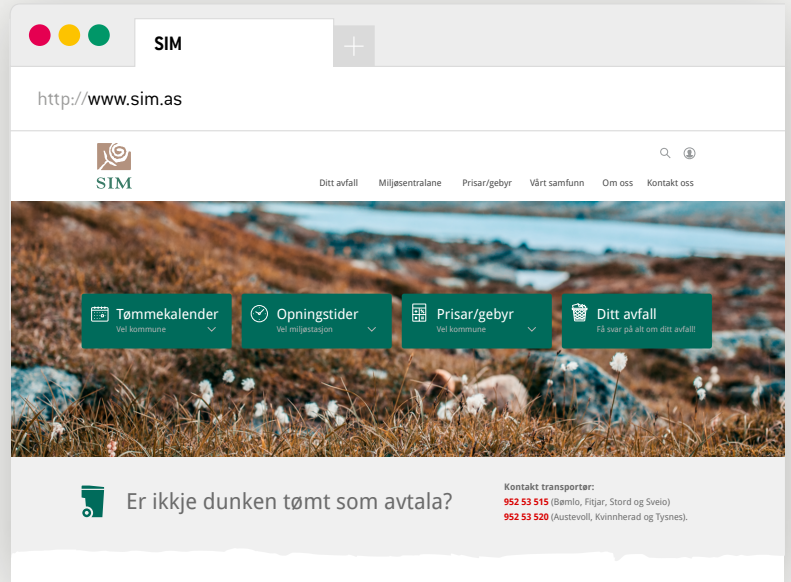 SIM
http://www.sim.as
SIM
Ditt avfall Miljøsentralane Prisar/gebyr Vårt samfunn Om oss Kontakt oss
Tømmekalender
Vel kommune
Opningstider
Vel miljøstasjon
Prisar/gebyr
Vel kommune
Ditt avfall
Få svar på alt om ditt avfall!
Er ikkje dunken tømt som avtala?
Kontakt transportør:
952 53 515 (Bømlo, Fitjar, Stord og Sveio)
952 53 520 (Austevoll, Kvinnherad og Tysnes).